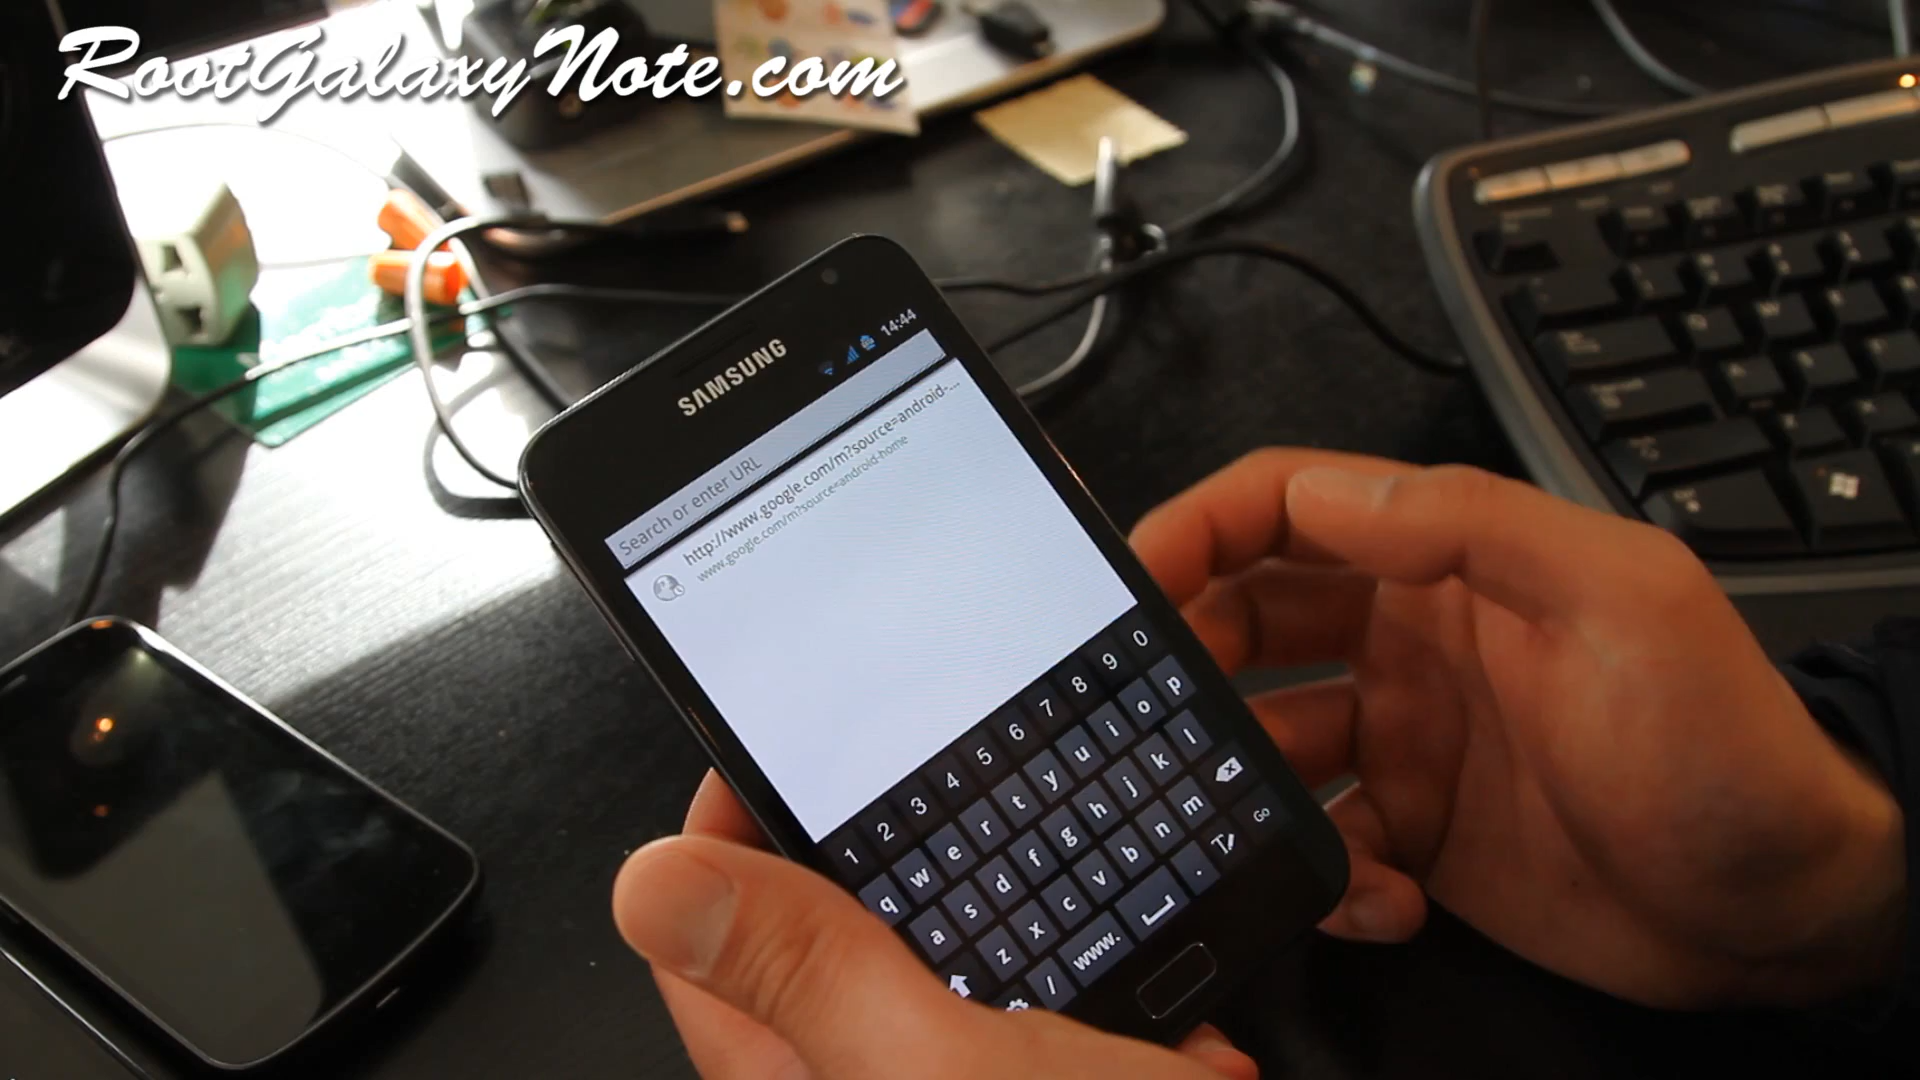 RootGalaxyNote.com
SAMSUNG
14:44
Search or enter URL
http://www.google.com/m?source=android-...
www.google.com/m?source=android-home
1 2 3 4 5 6 7 8 9 0
q w e r t y u i o p
a s d f g h j k l
z x c v b n m
/ www. . Go